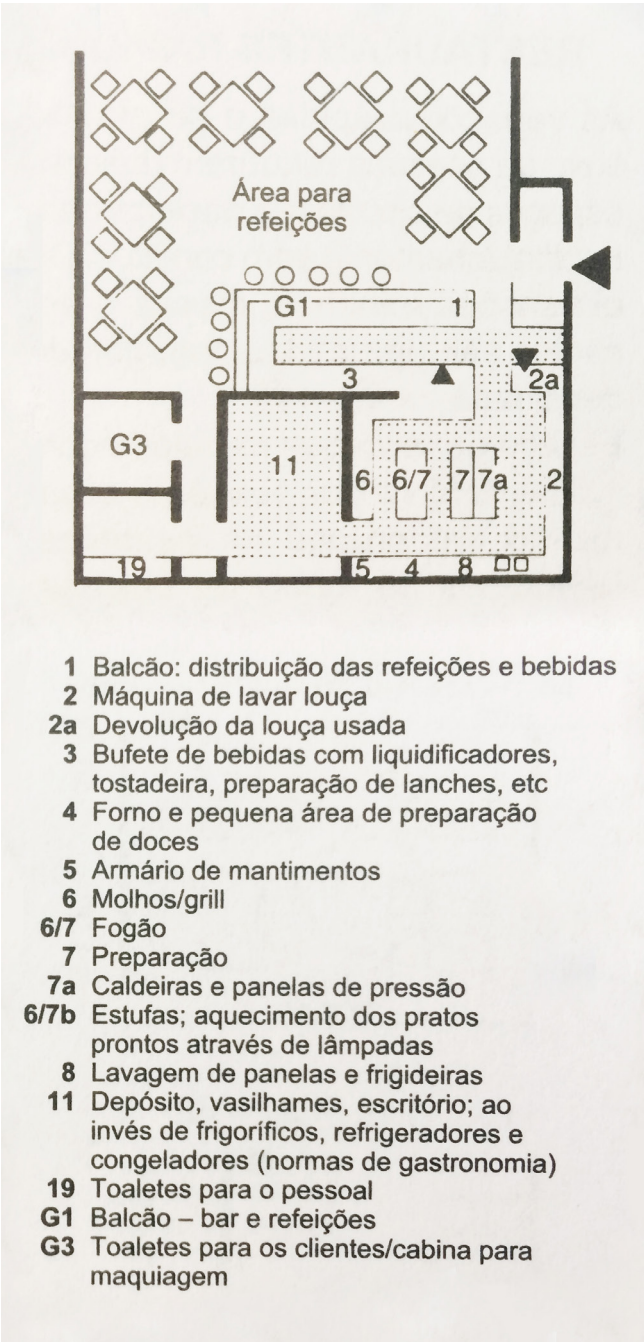 Área para
refeições
G1
1
3
2a
G3
11
6
6/7
7
7a
2
19
5
4
8
1 Balcão: distribuição das refeições e bebidas
2 Máquina de lavar louça
2a Devolução da louça usada
3 Bufete de bebidas com liquidificadores,
tostadeira, preparação de lanches, etc
4 Forno e pequena área de preparação
de doces
5 Armário de mantimentos
6 Molhos/grill
6/7 Fogão
7 Preparação
7a Caldeiras e panelas de pressão
6/7b Estufas; aquecimento dos pratos
prontos através de lâmpadas
8 Lavagem de panelas e frigideiras
11 Depósito, vasilhames, escritório; ao
invés de frigoríficos, refrigeradores e
congeladores (normas de gastronomia)
19 Toaletes para o pessoal
G1 Balcão – bar e refeições
G3 Toaletes para os clientes/cabina para
maquiagem